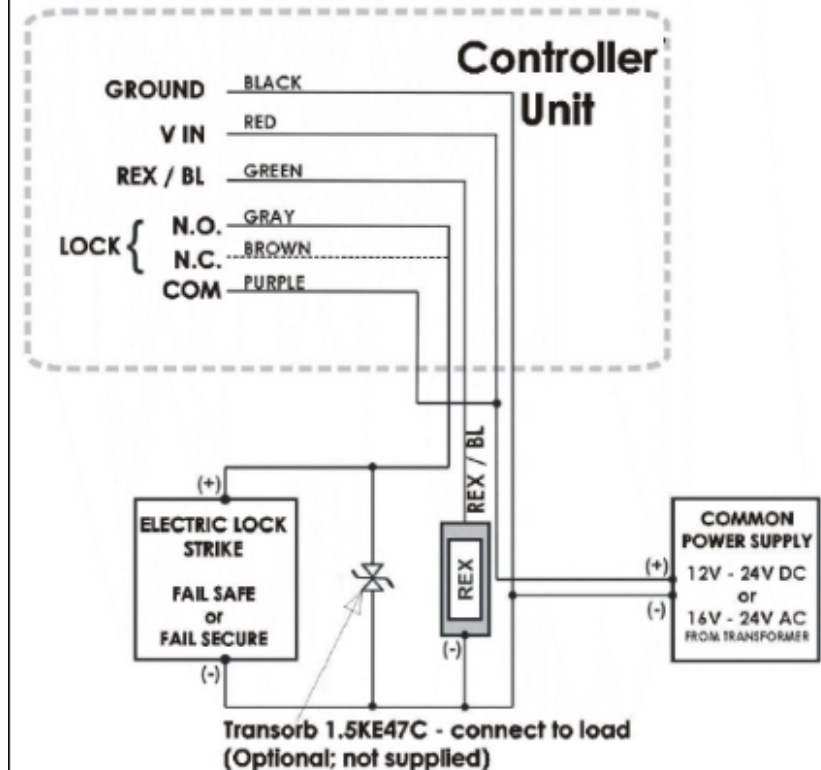 Controller
Unit
GROUND BLACK
V IN RED
REX / BL GREEN
LOCK { N.O. GRAY
N.C. BROWN
COM PURPLE
REX / BL
(+)
ELECTRIC LOCK
STRIKE
FAIL SAFE
or
FAIL SECURE
(-)
REX
(-)
(+)
(-)
COMMON
POWER SUPPLY
12V - 24V DC
or
16V - 24V AC
FROM TRANSFORMER
Transorb 1.5KE47C - connect to load
(Optional; not supplied)